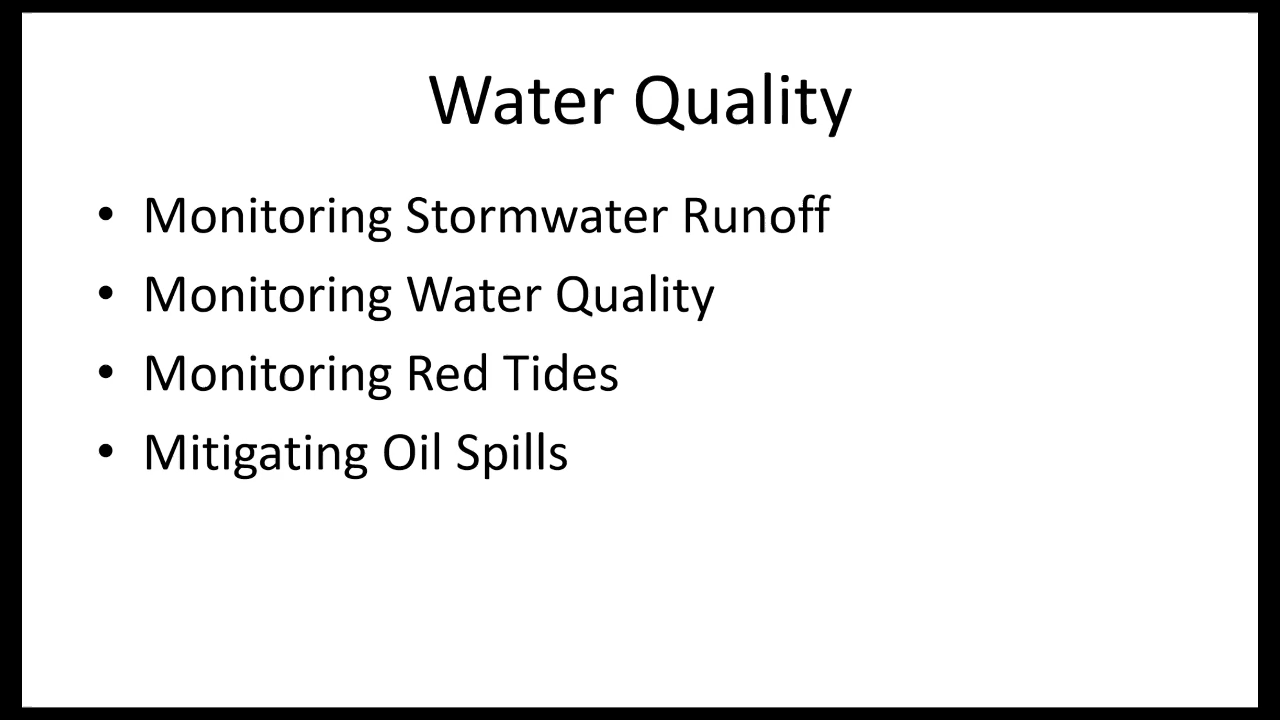 Water Quality
• Monitoring Stormwater Runoff
• Monitoring Water Quality
• Monitoring Red Tides
• Mitigating Oil Spills